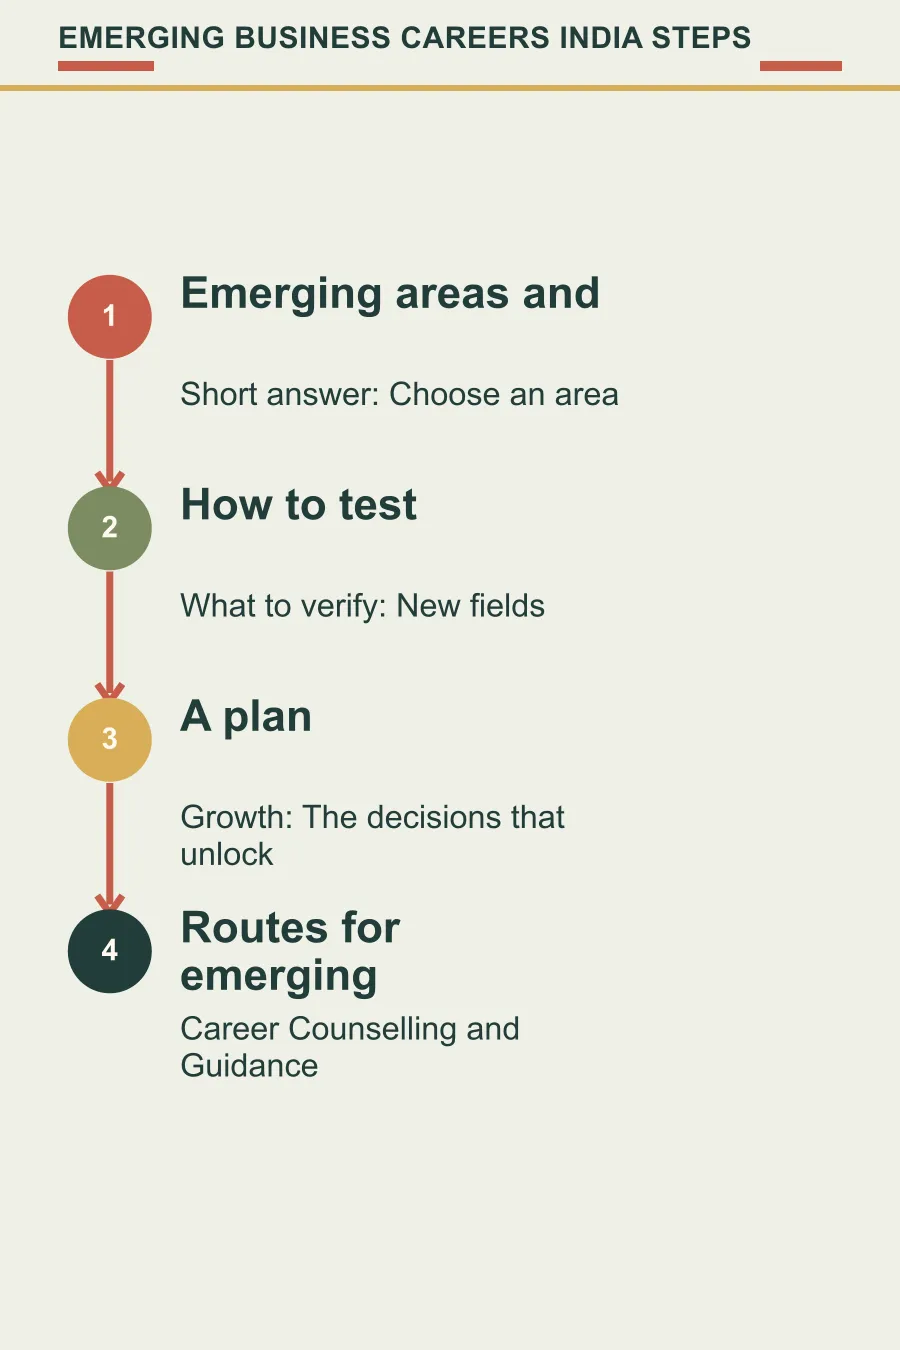 EMERGING BUSINESS CAREERS INDIA STEPS
1
Emerging areas and
Short answer: Choose an area
2
How to test
What to verify: New fields
3
A plan
Growth: The decisions that
unlock
4
Routes for
emerging
Career Counselling and
Guidance